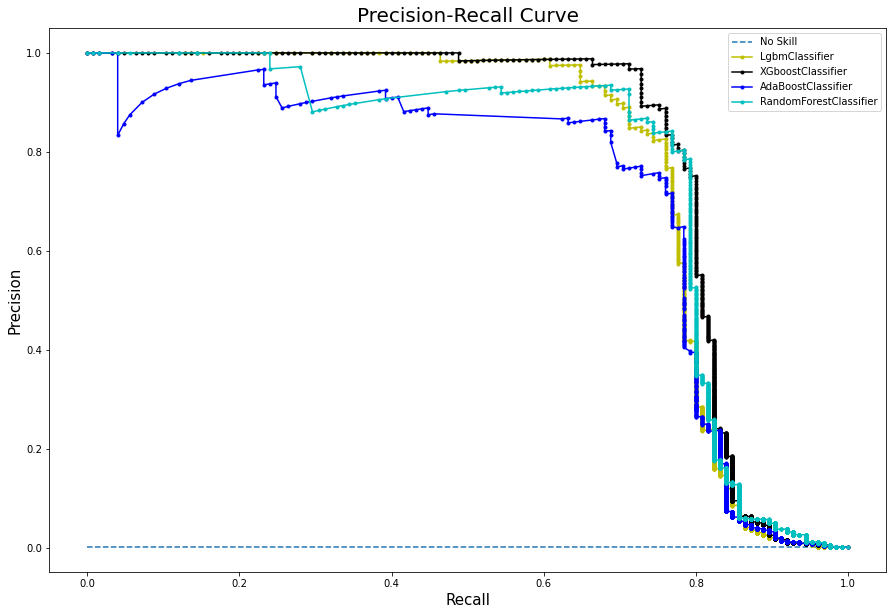 Precision-Recall Curve
No Skill
LgbmClassifier
XGboostClassifier
AdaBoostClassifier
RandomForestClassifier
Precision
1.0
0.8
0.6
0.4
0.2
0.0
0.0 0.2 0.4 0.6 0.8 1.0
Recall